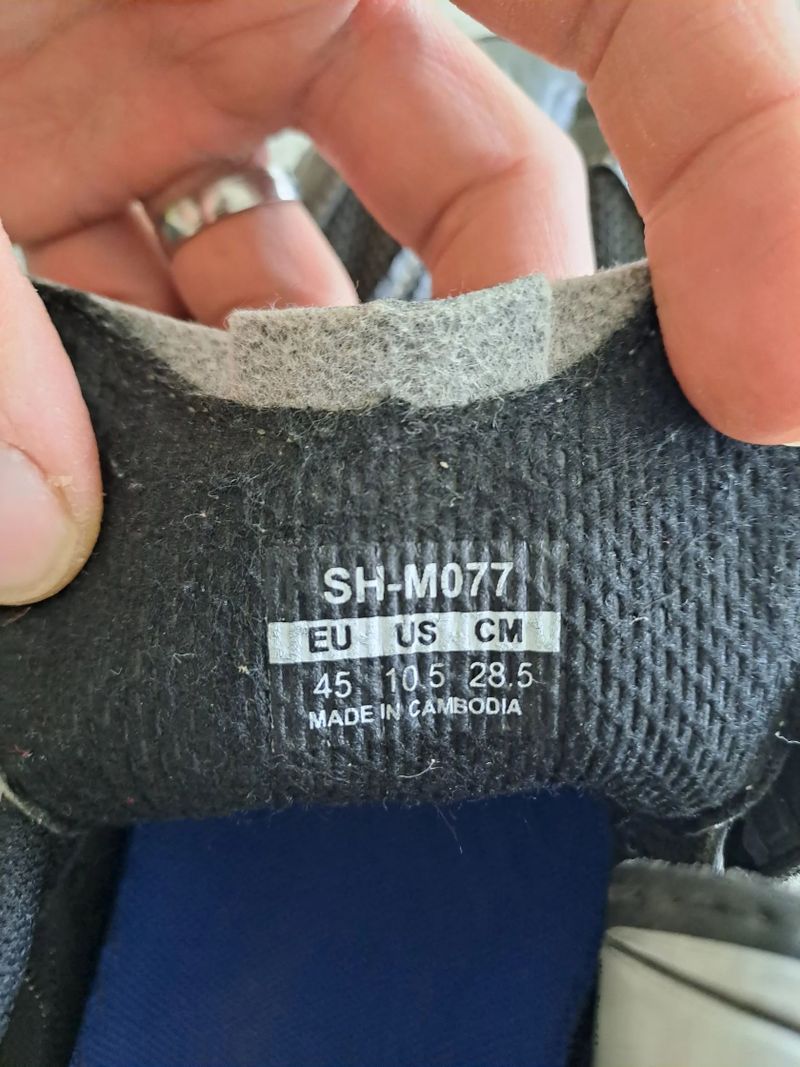 SH-M077
EU US CM
45 10.5 28.5
MADE IN CAMBODIA